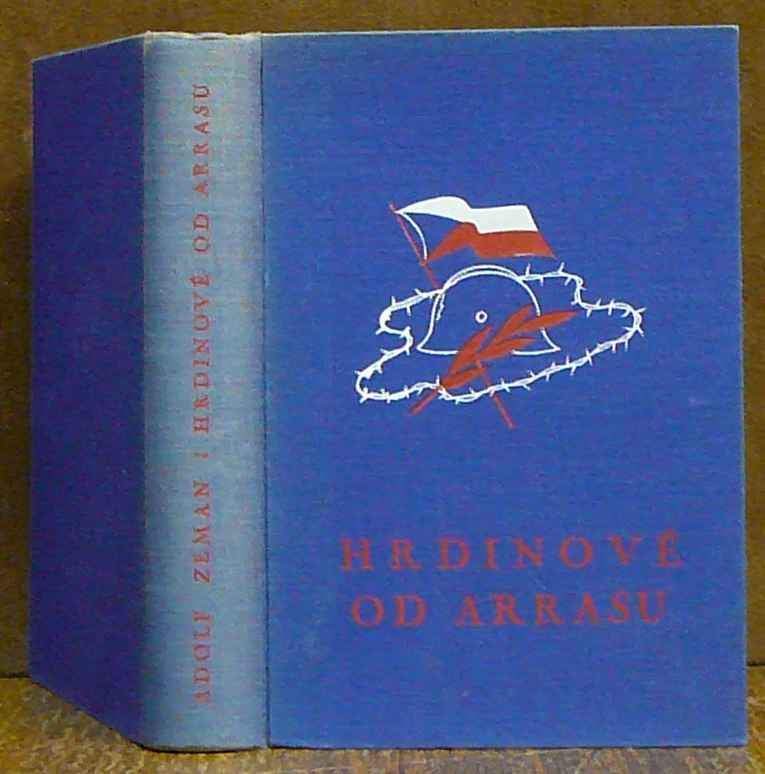 ADOLF ZEMAN : HRDINOVÉ OD ARRASU
HRDINOVÉ
OD ARRASU